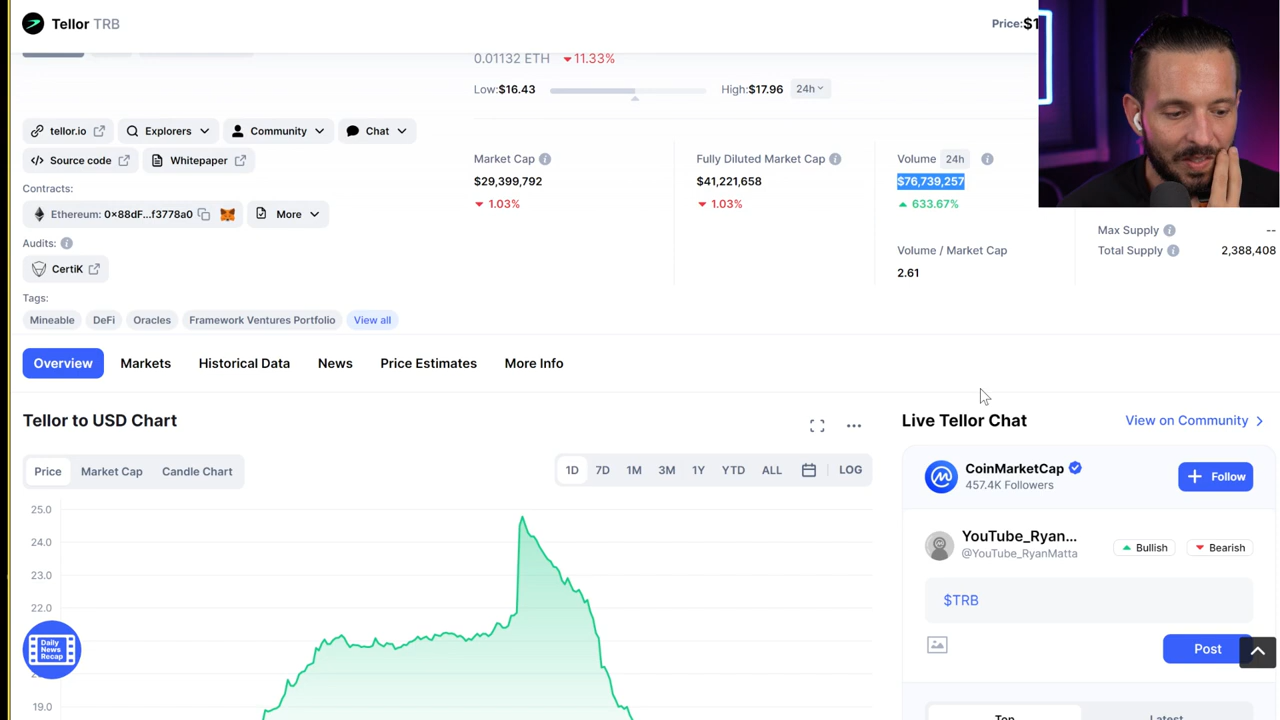 Tellor TRB
Price:$1
0.01132 ETH 11.33%
Low:$16.43 High:$17.96 24h
tellor.io Explorers Community Chat
Source code Whitepaper
Contracts:
Ethereum: 0x88dF...f3778a0 More
Audits:
CertiK
Tags:
Mineable DeFi Oracles Framework Ventures Portfolio View all
Market Cap
$29,399,792
1.03%
Fully Diluted Market Cap
$41,221,658
1.03%
Volume 24h
$76,739,257
633.67%
Volume / Market Cap
2.61
Max Supply --
Total Supply 2,388,408
Overview Markets Historical Data News Price Estimates More Info
Tellor to USD Chart
Price Market Cap Candle Chart
1D 7D 1M 3M 1Y YTD ALL LOG
25.0
24.0
23.0
22.0
19.0
Daily
News
Recap
Live Tellor Chat View on Community
CoinMarketCap
457.4K Followers
Follow
YouTube_Ryan...
@YouTube_RyanMatta
Bullish Bearish
$TRB
Post
Top Latest